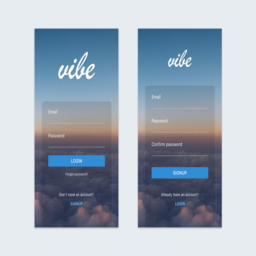 vibe
Email
Password
LOGIN
Forgot password?
Don't have an account?
SIGNUP
vibe
Email
Password
Confirm password
SIGNUP
Already have an account?
LOGIN